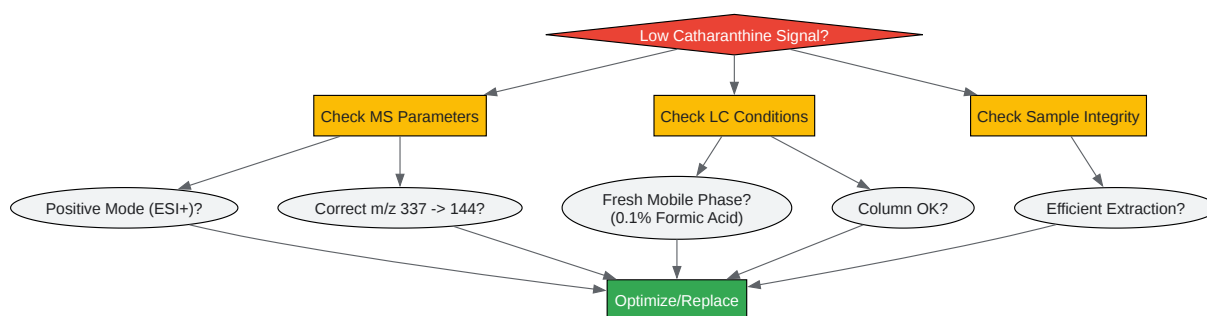 Low Catharanthine Signal?
Check MS Parameters
Check LC Conditions
Check Sample Integrity
Positive Mode (ESI+)?
Correct m/z 337 -> 144?
Fresh Mobile Phase?
(0.1% Formic Acid)
Column OK?
Efficient Extraction?
Optimize/Replace